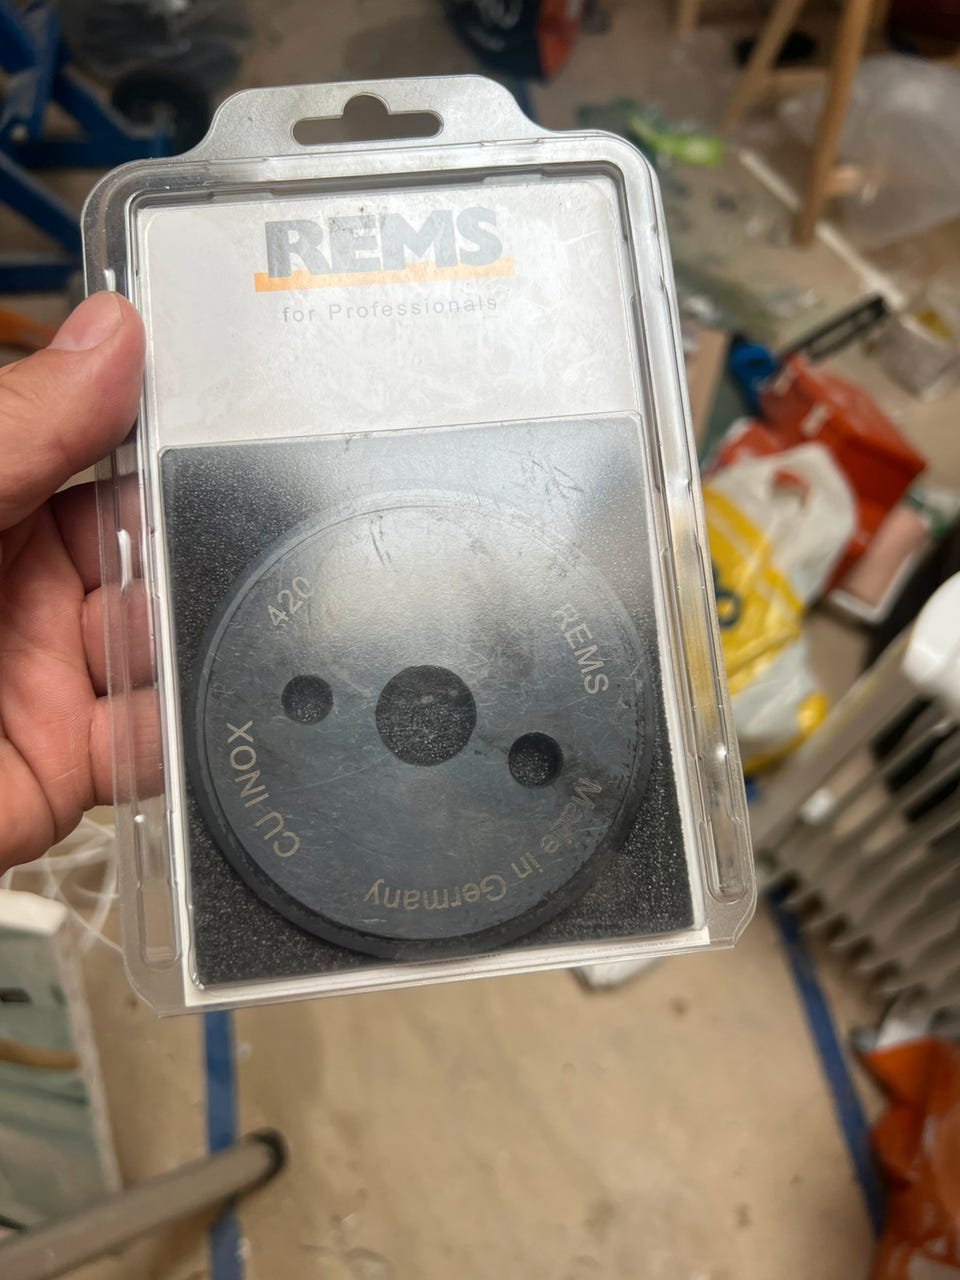 REMS
for Professionals
420
REMS
CU INOX
Made in Germany